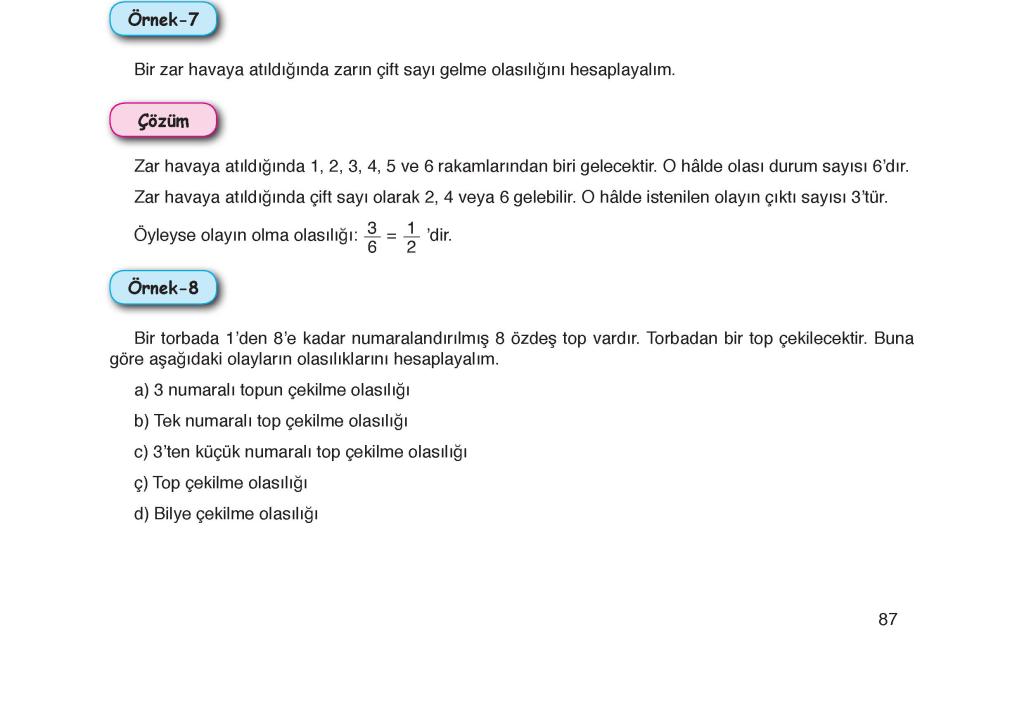 Örnek-7
Bir zar havaya atıldığında zarın çift sayı gelme olasılığını hesaplayalım.
Çözüm
Zar havaya atıldığında 1, 2, 3, 4, 5 ve 6 rakamlarından biri gelecektir. O hâlde olası durum sayısı 6’dır.
Zar havaya atıldığında çift sayı olarak 2, 4 veya 6 gelebilir. O hâlde istenilen olayın çıktı sayısı 3’tür.
Öyleyse olayın olma olasılığı: 3/6 = 1/2 ’dir.
Örnek-8
Bir torbada 1’den 8’e kadar numaralandırılmış 8 özdeş top vardır. Torbadan bir top çekilecektir. Buna
göre aşağıdaki olayların olasılıklarını hesaplayalım.
a) 3 numaralı topun çekilme olasılığı
b) Tek numaralı top çekilme olasılığı
c) 3’ten küçük numaralı top çekilme olasılığı
ç) Top çekilme olasılığı
d) Bilye çekilme olasılığı
87